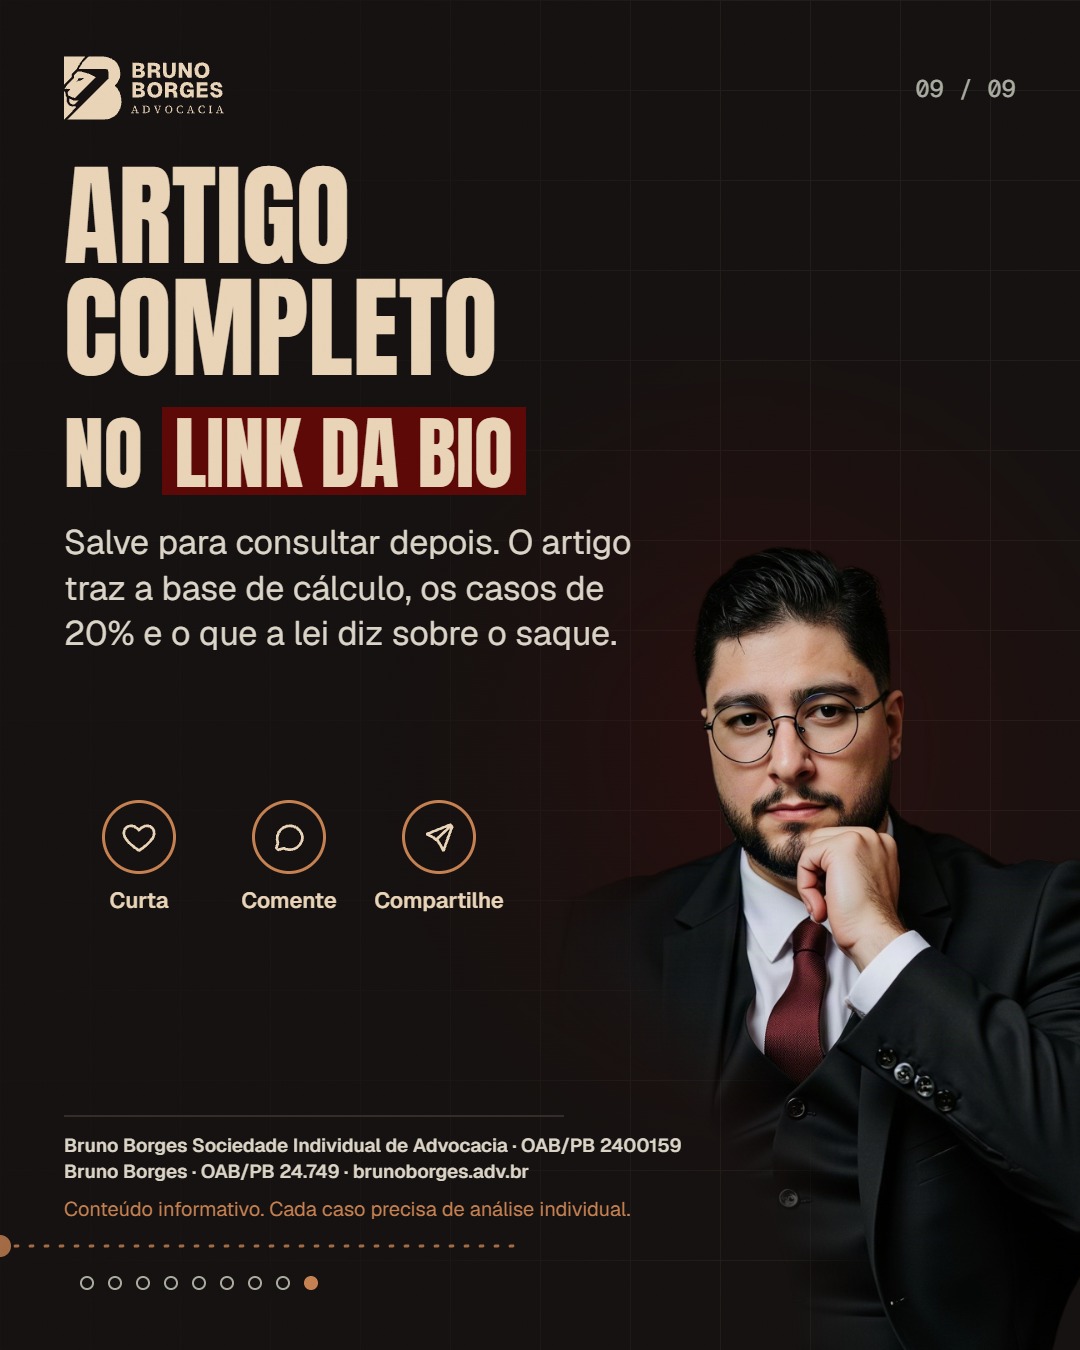 BRUNO
BORGES
ADVOCACIA
09 / 09
ARTIGO
COMPLETO
NO LINK DA BIO
Salve para consultar depois. O artigo
traz a base de cálculo, os casos de
20% e o que a lei diz sobre o saque.
Curta
Comente
Compartilhe
Bruno Borges Sociedade Individual de Advocacia · OAB/PB 2400159
Bruno Borges · OAB/PB 24.749 · brunoborges.adv.br
Conteúdo informativo. Cada caso precisa de análise individual.